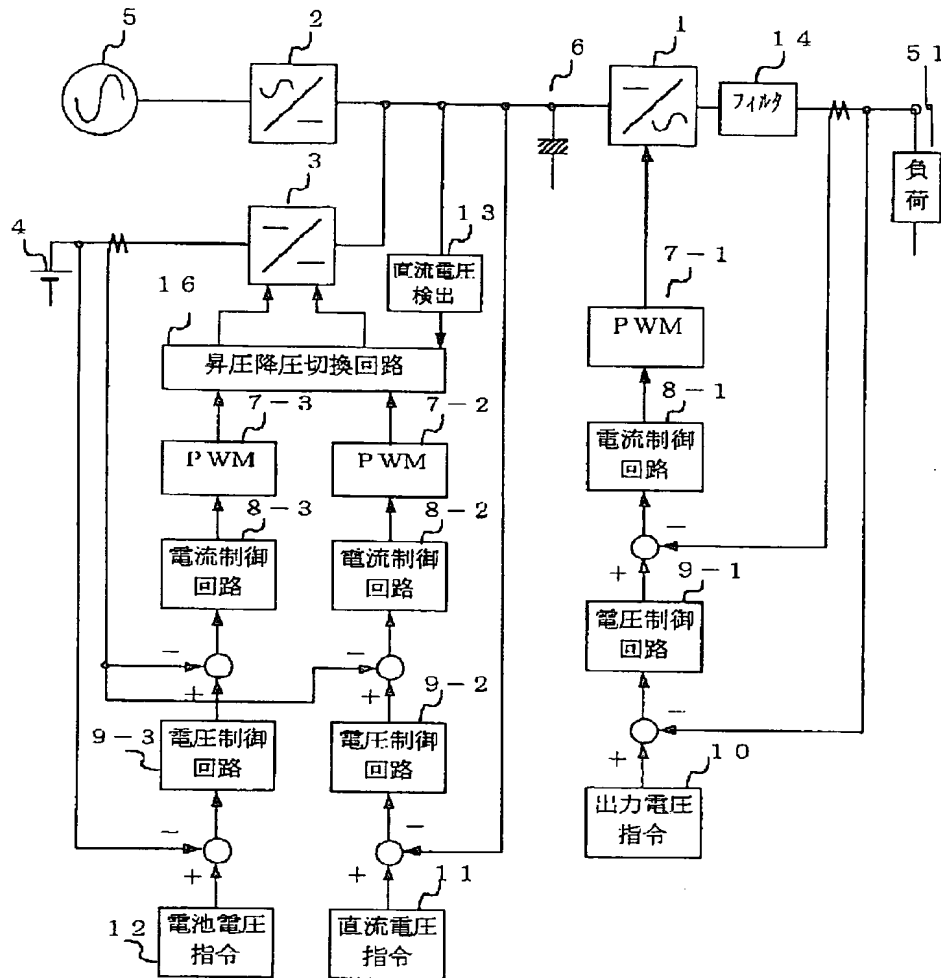 5
2
6
1
14
51
フィルタ
負
荷
3
13
4
直流電圧
検出
16
7-1
昇圧降圧切換回路
PWM
7-3
7-2
8-1
PWM
PWM
電流制御
回路
8-3
8-2
−
+
9-1
電流制御
回路
電流制御
回路
電圧制御
回路
−
+
−
+
9-2
−
+
10
9-3
電圧制御
回路
電圧制御
回路
出力電圧
指令
−
+
−
+
11
12
電池電圧
指令
直流電圧
指令